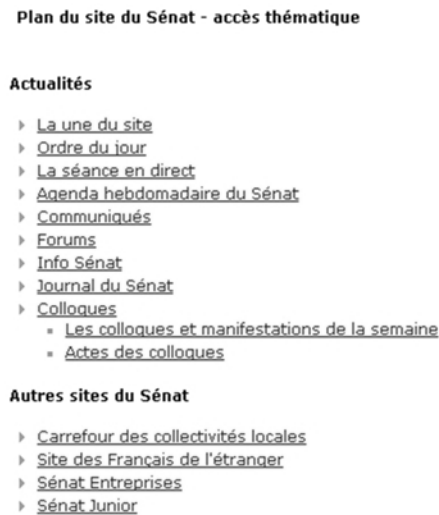 Plan du site du Sénat - accès thématique
Actualités
La une du site
Ordre du jour
La séance en direct
Agenda hebdomadaire du Sénat
Communiqués
Forums
Info Sénat
Journal du Sénat
Colloques
Les colloques et manifestations de la semaine
Actes des colloques
Autres sites du Sénat
Carrefour des collectivités locales
Site des Français de l'étranger
Sénat Entreprises
Sénat Junior